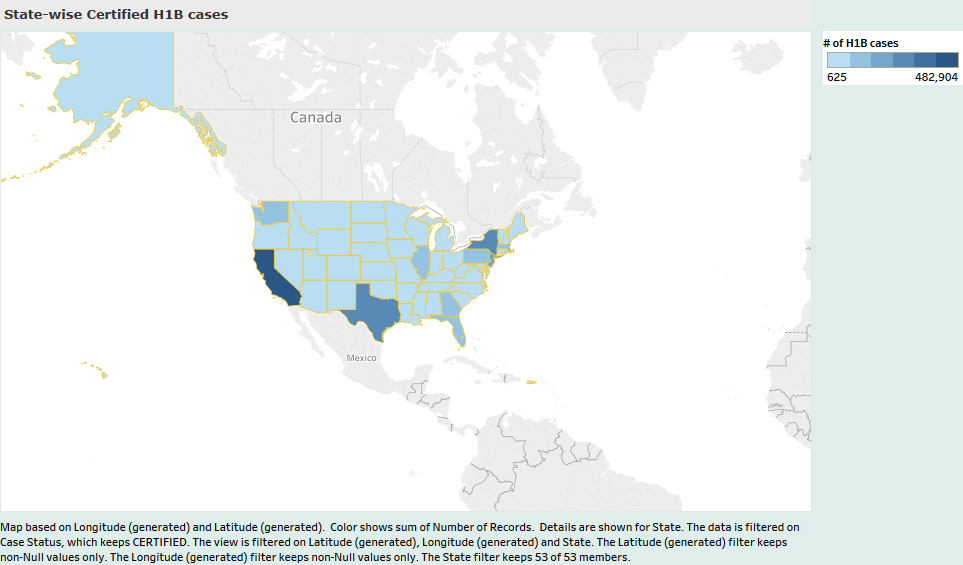 State-wise Certified H1B cases
# of H1B cases
625 482,904
Canada
Mexico
Map based on Longitude (generated) and Latitude (generated).  Color shows sum of Number of Records.  Details are shown for State. The data is filtered on
Case Status, which keeps CERTIFIED. The view is filtered on Latitude (generated), Longitude (generated) and State. The Latitude (generated) filter keeps
non-Null values only. The Longitude (generated) filter keeps non-Null values only. The State filter keeps 53 of 53 members.